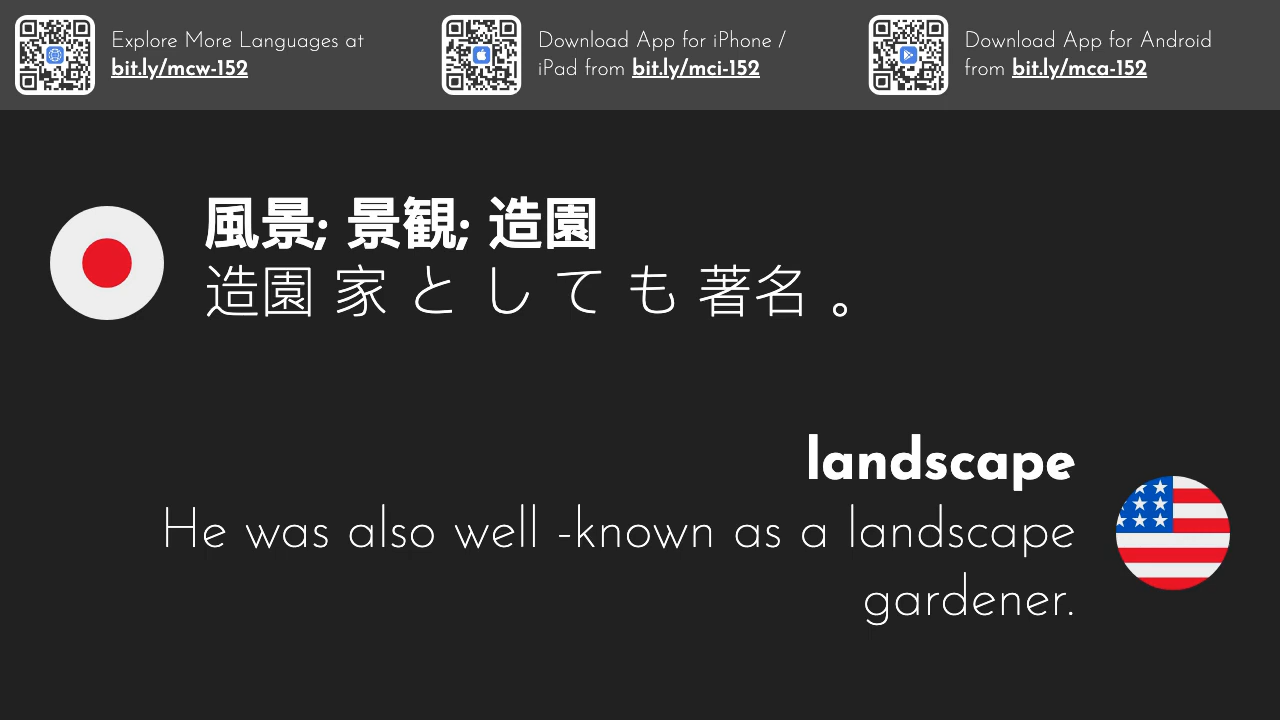 Explore More Languages at
bit.ly/mcw-152
Download App for iPhone /
iPad from bit.ly/mci-152
Download App for Android
from bit.ly/mca-152
風景; 景観; 造園
造園 家 と し て も 著名 。
landscape
He was also well -known as a landscape
gardener.